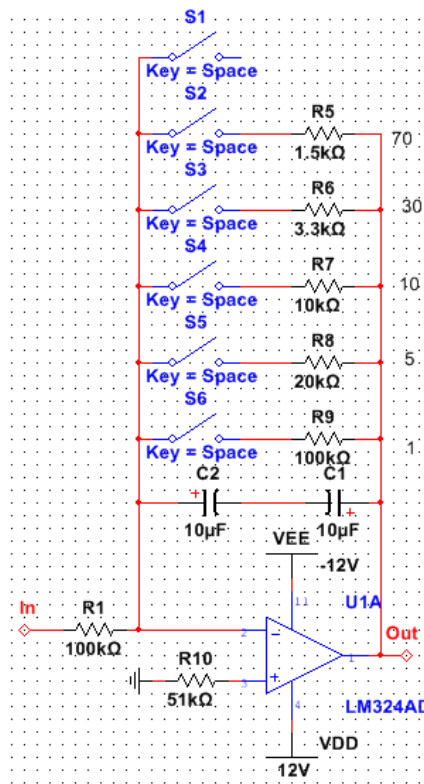 S1
Key = Space
S2
R5
70
Key = Space
1.5kΩ
S3
R6
30
Key = Space
3.3kΩ
S4
R7
10
Key = Space
10kΩ
S5
R8
5
Key = Space
20kΩ
S6
R9
1
Key = Space
100kΩ
C2
C1
+
+
10µF
10µF
VEE
-12V
In
R1
11
U1A
Out
100kΩ
2
−
1
R10
+
3
51kΩ
4
LM324AD
VDD
12V